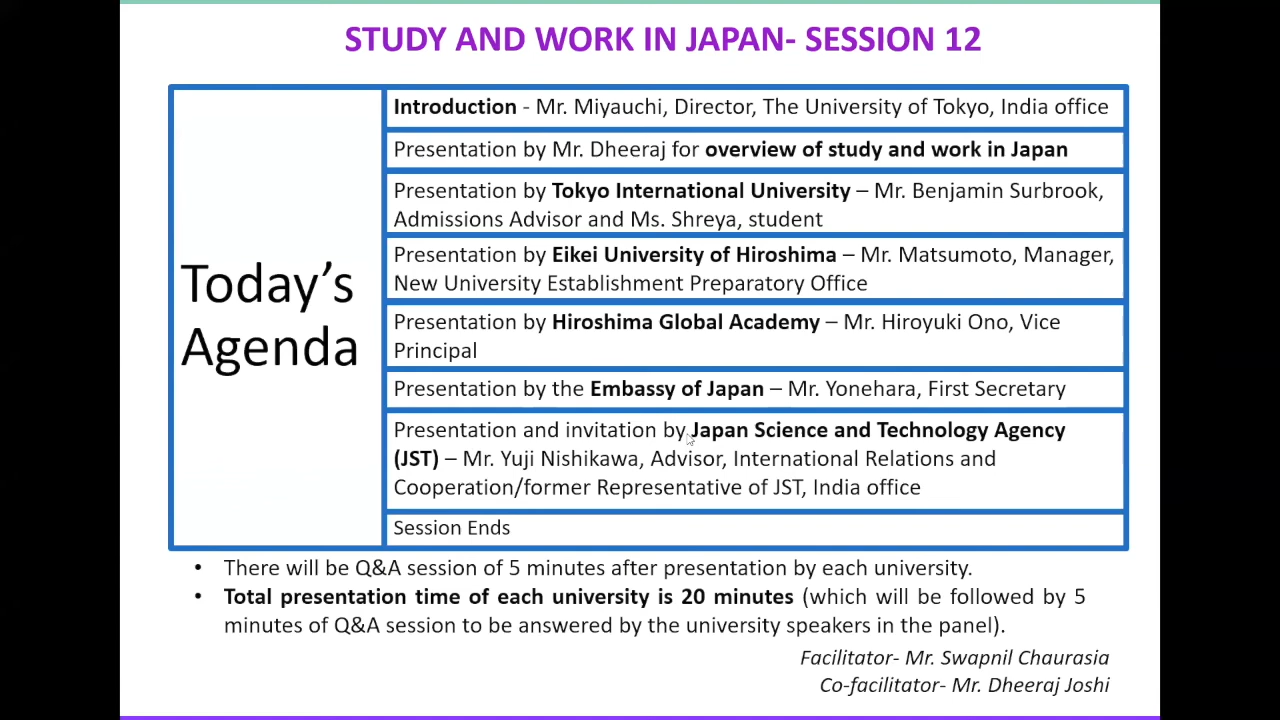 STUDY AND WORK IN JAPAN- SESSION 12
Today's
Agenda
Introduction - Mr. Miyauchi, Director, The University of Tokyo, India office
Presentation by Mr. Dheeraj for overview of study and work in Japan
Presentation by Tokyo International University – Mr. Benjamin Surbrook,
Admissions Advisor and Ms. Shreya, student
Presentation by Eikei University of Hiroshima – Mr. Matsumoto, Manager,
New University Establishment Preparatory Office
Presentation by Hiroshima Global Academy – Mr. Hiroyuki Ono, Vice
Principal
Presentation by the Embassy of Japan – Mr. Yonehara, First Secretary
Presentation and invitation by Japan Science and Technology Agency
(JST) – Mr. Yuji Nishikawa, Advisor, International Relations and
Cooperation/former Representative of JST, India office
Session Ends
• There will be Q&A session of 5 minutes after presentation by each university.
• Total presentation time of each university is 20 minutes (which will be followed by 5
minutes of Q&A session to be answered by the university speakers in the panel).
Facilitator- Mr. Swapnil Chaurasia
Co-facilitator- Mr. Dheeraj Joshi